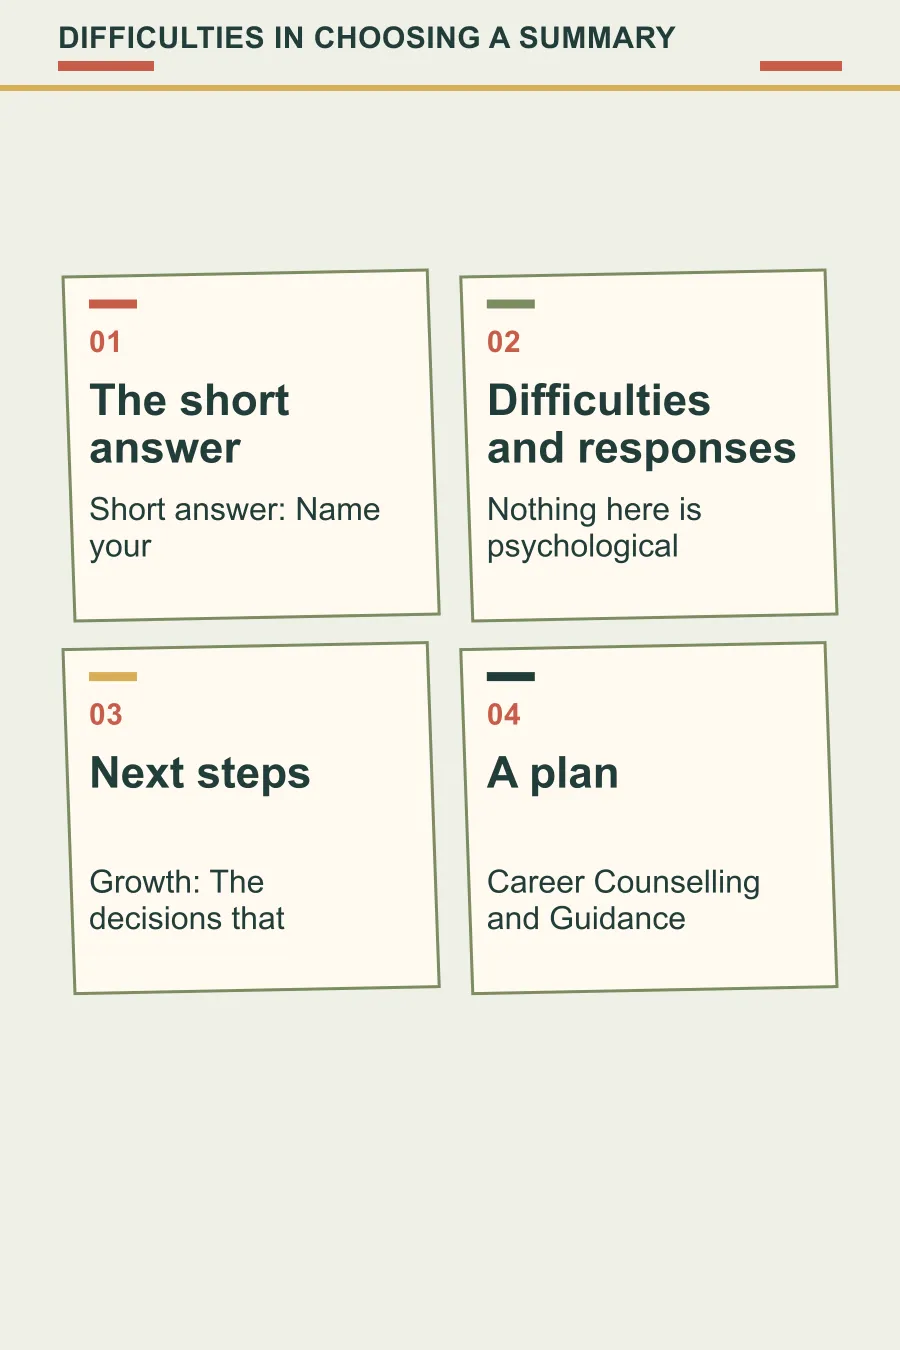 DIFFICULTIES IN CHOOSING A SUMMARY
01
The short
answer
Short answer: Name
your
02
Difficulties
and responses
Nothing here is
psychological
03
Next steps
Growth: The
decisions that
04
A plan
Career Counselling
and Guidance